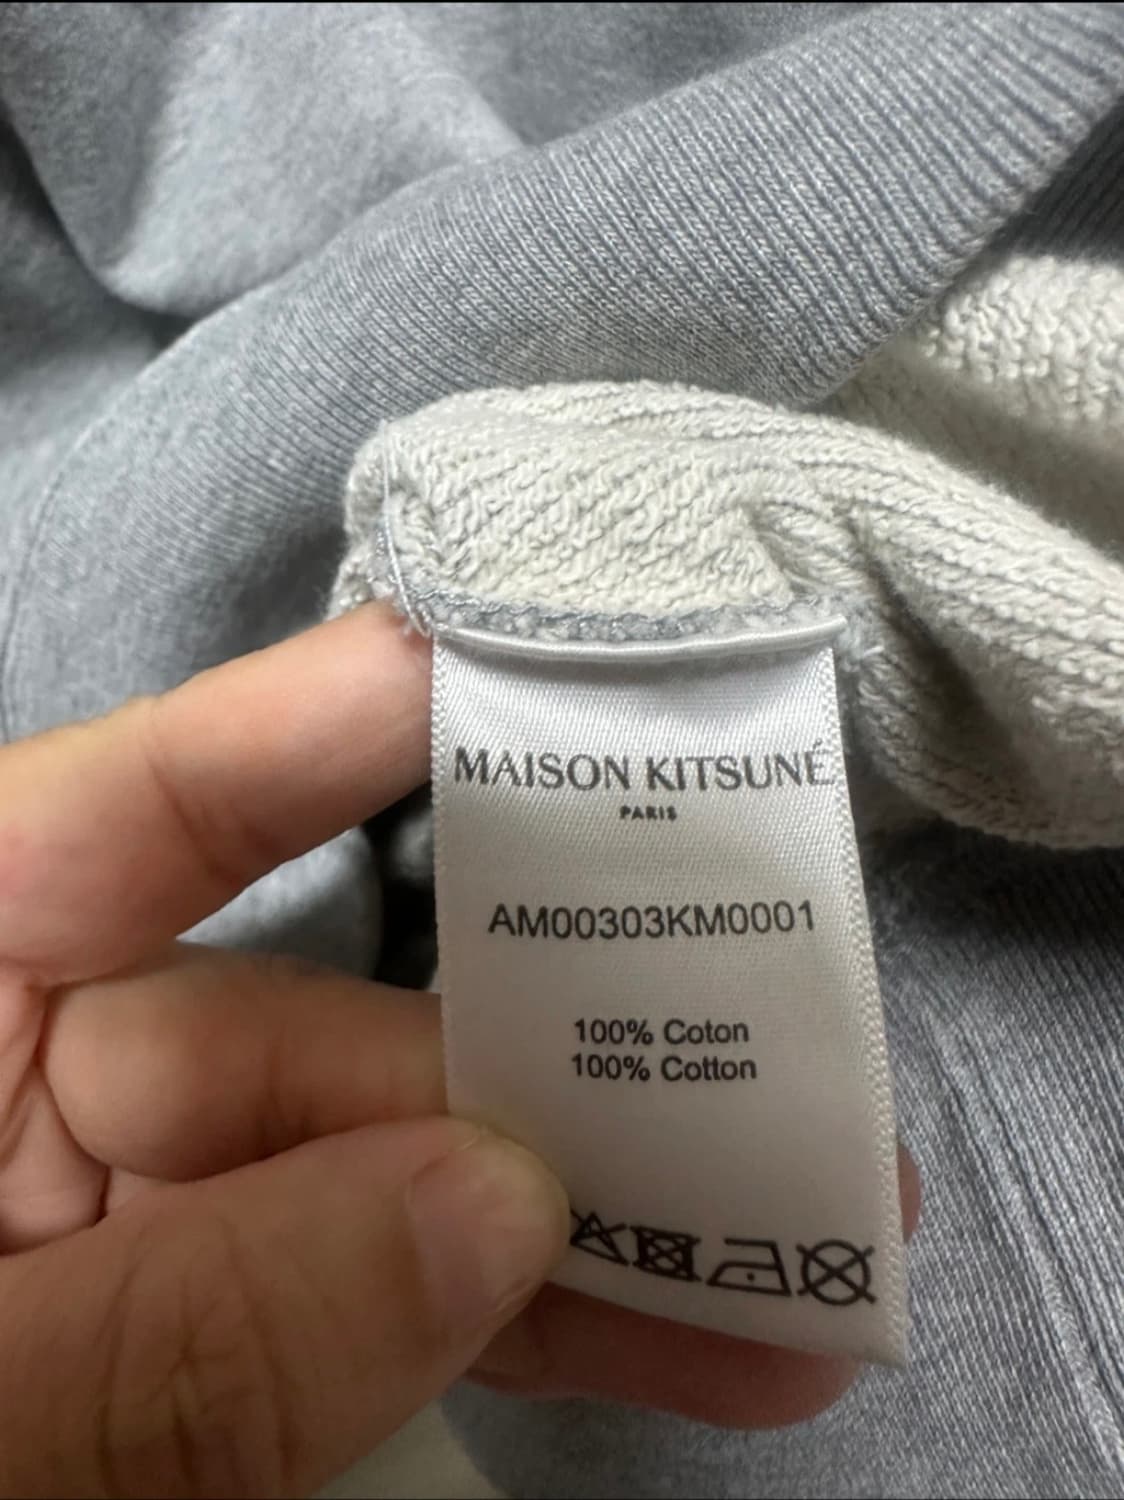 MAISON KITSUNÉ
PARIS
AM00303KM0001
100% Coton
100% Cotton